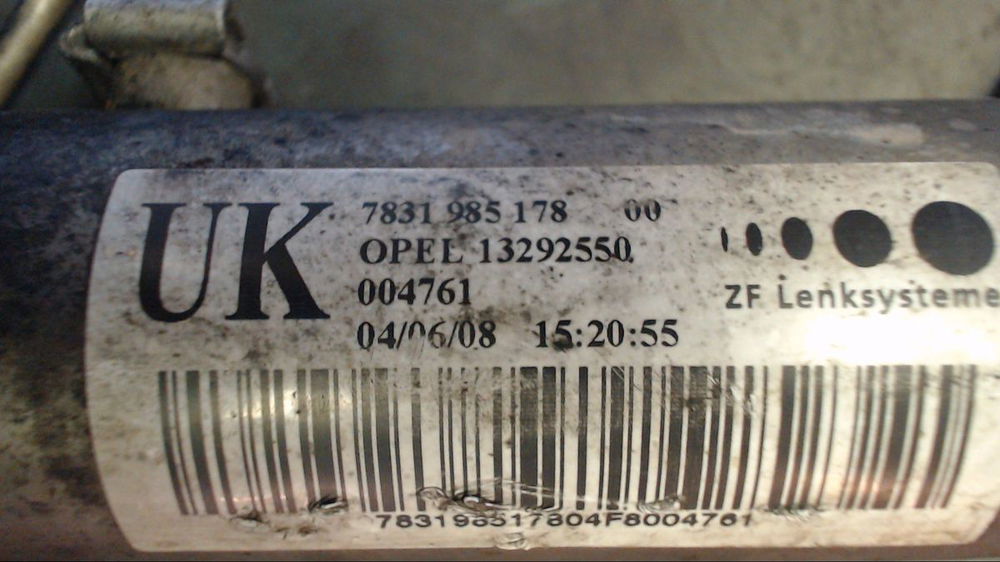 UK
7831 985 178 00
OPEL 13292550
004761
04/06/08 15:20:55
ZF Lenksysteme
783198517804F8004761